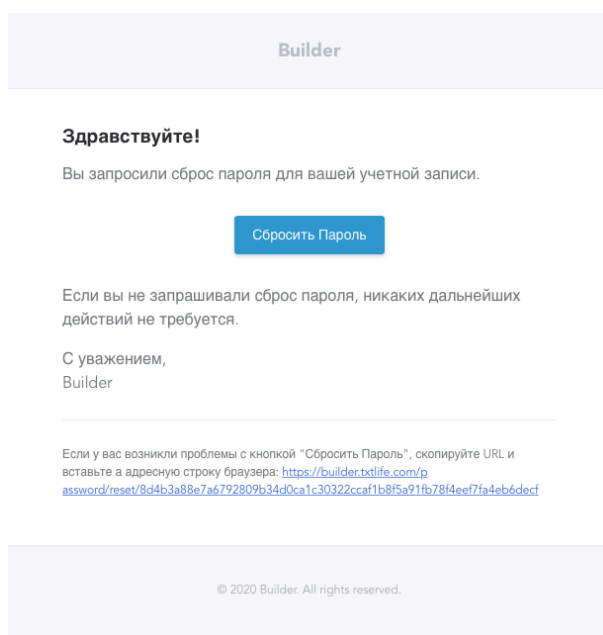 Builder
Здравствуйте!
Вы запросили сброс пароля для вашей учетной записи.
Сбросить Пароль
Если вы не запрашивали сброс пароля, никаких дальнейших
действий не требуется.
С уважением,
Builder
Если у вас возникли проблемы с кнопкой "Сбросить Пароль", скопируйте URL и
вставьте а адресную строку браузера: https://builder.txtlife.com/p
assword/reset/8d4b3a88e7a6792809b34d0ca1c30322ccaf1b8f5a91fb78f4eef7fa4eb6decf
© 2020 Builder. All rights reserved.